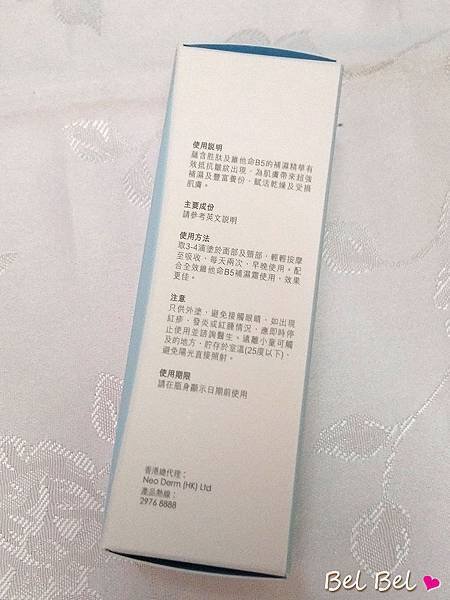 使用說明
蘊含胜肽及維他命B5的補濕精華有
效抵抗皺紋出現，為肌膚帶來超強
補濕及豐富養份，賦活乾燥及受損
肌膚。
主要成份
請參考英文說明
使用方法
取3-4滴塗於面部及頸部，輕輕按摩
至吸收，每天兩次，早晚使用。配
合全效維他命B5補濕霜使用，效果
更佳。
注意
只供外塗，避免接觸眼睛，如出現
紅疹、發炎或紅腫情況，應即時停
止使用並諮詢醫生。遠離小童可觸
及的地方，貯存於室溫(25度以下)，
避免陽光直接照射。
使用期限
請在瓶身顯示日期前使用
香港總代理：
Neo Derm (HK) Ltd
產品熱線：
2976 8888
Bel Bel